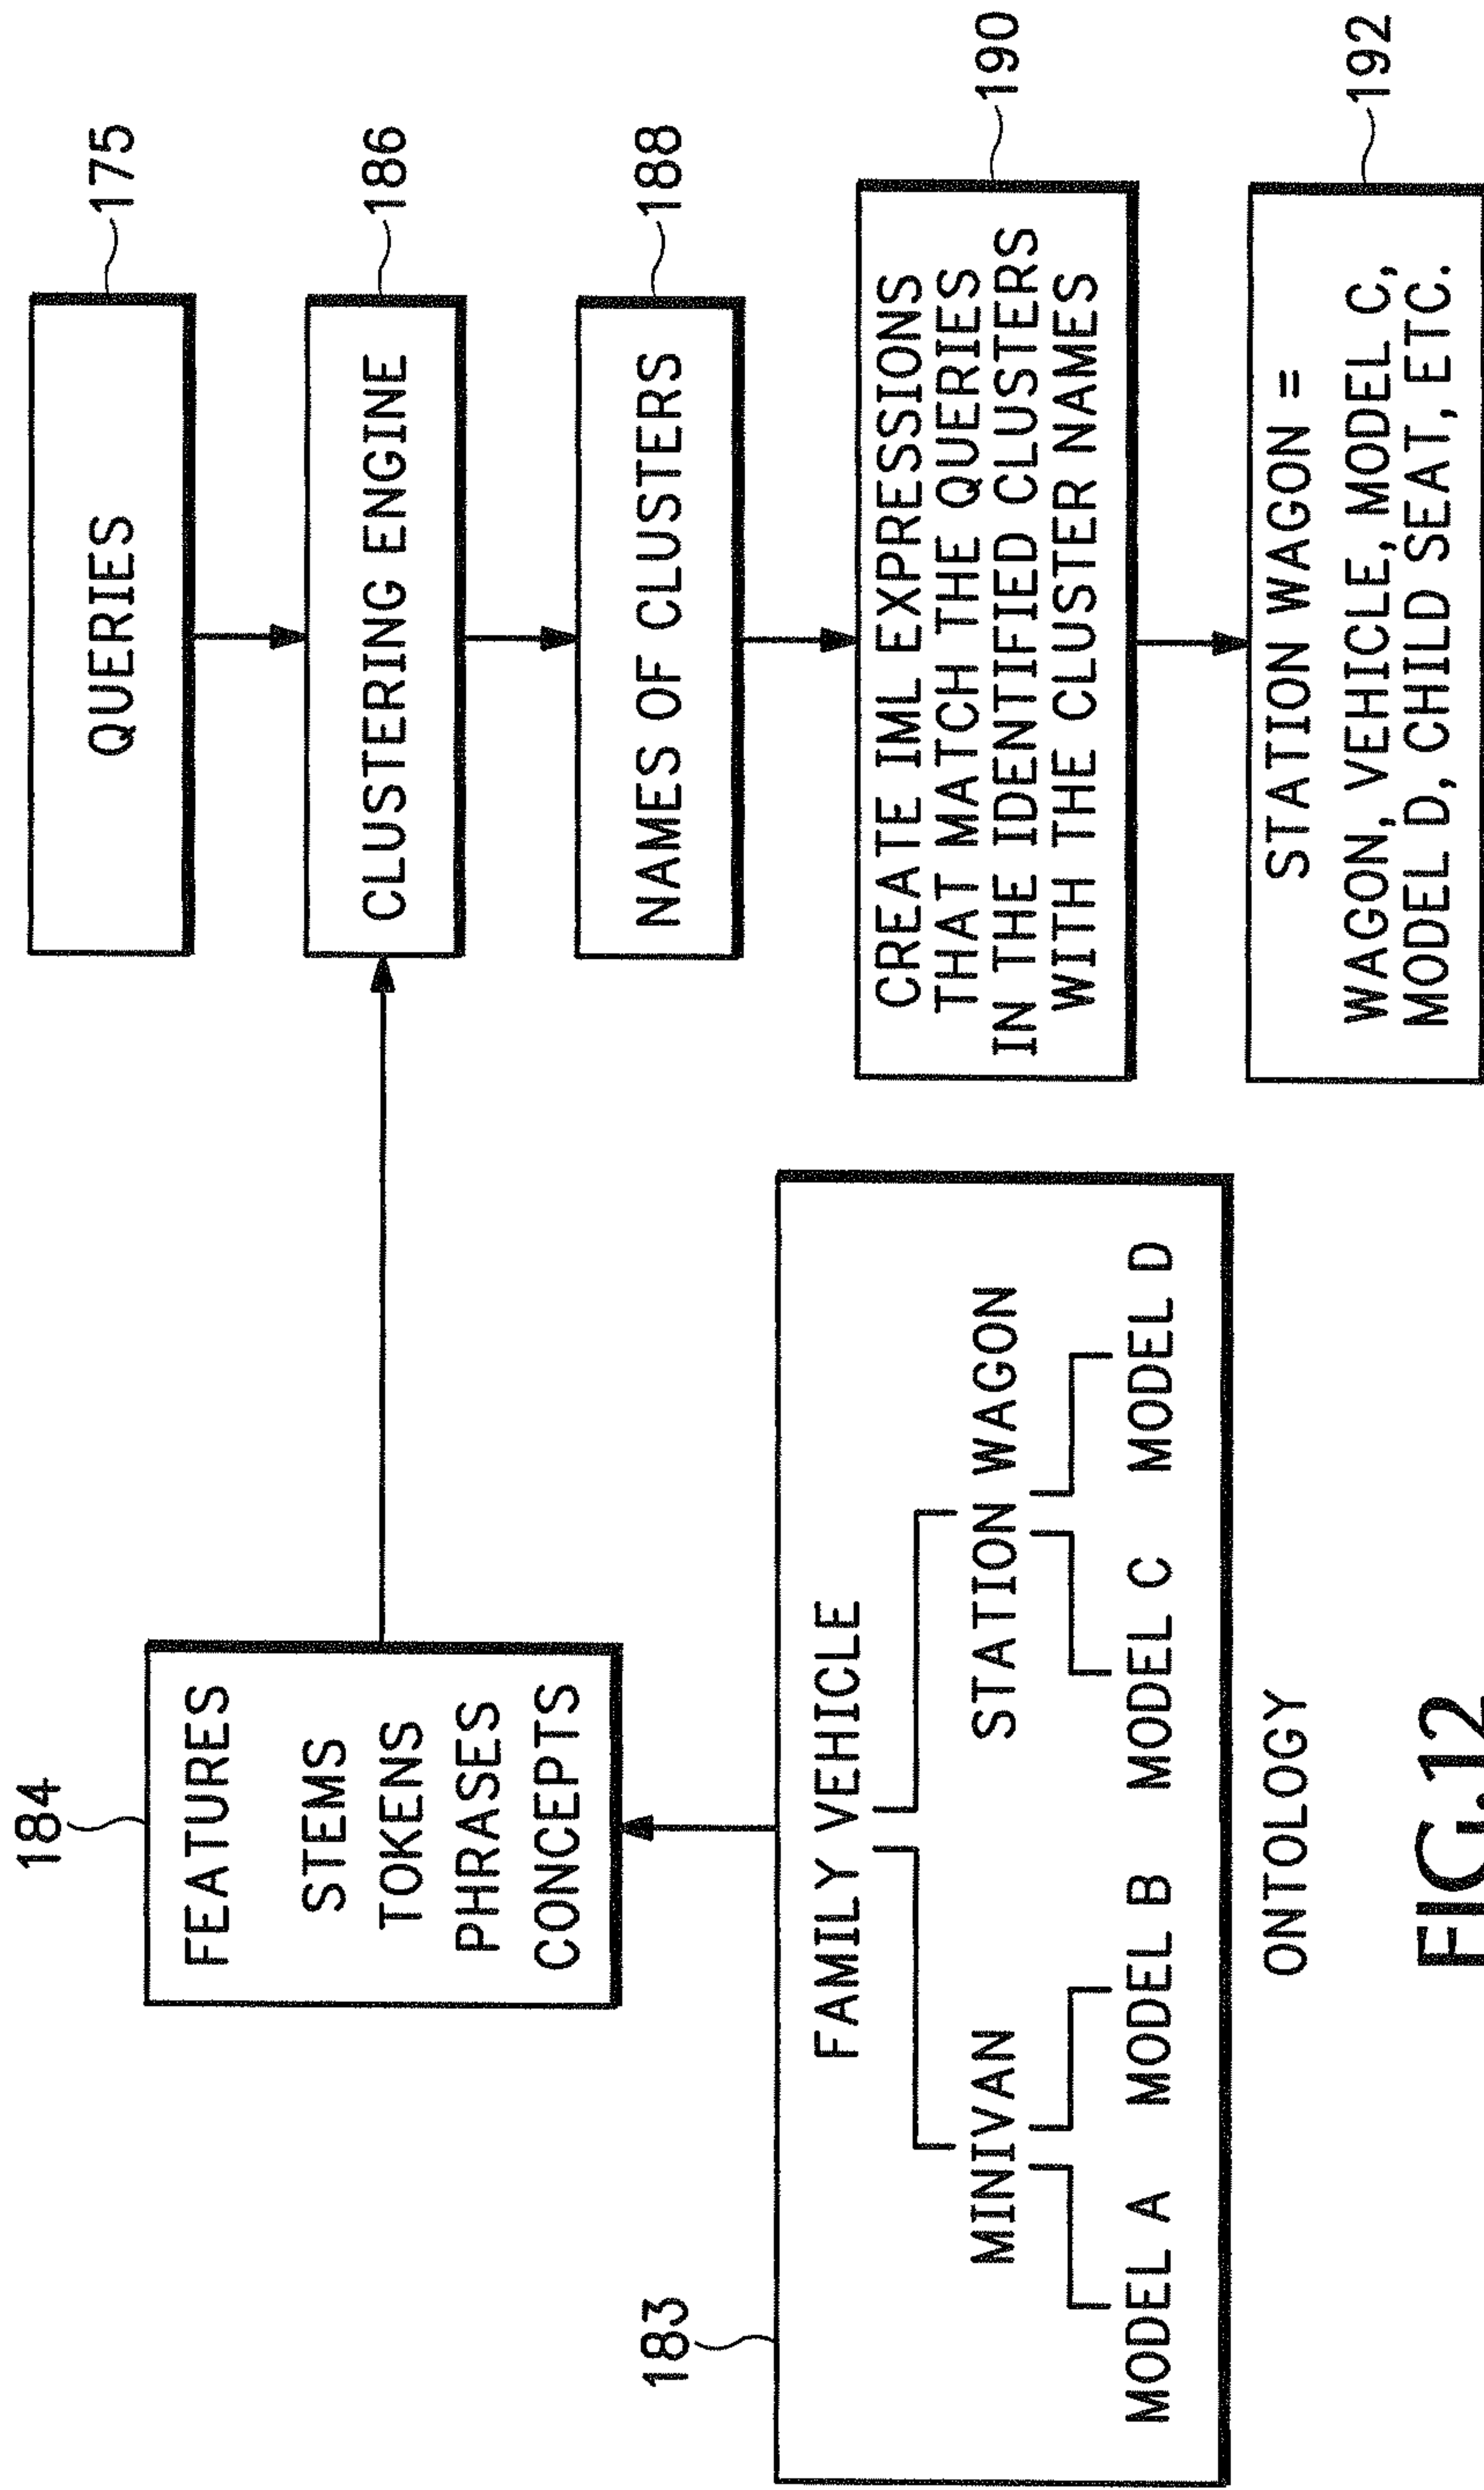 184
FEATURES
STEMS
TOKENS
PHRASES
CONCEPTS
183
FAMILY VEHICLE
MINIVAN
STATION WAGON
MODEL A
MODEL B
MODEL C
MODEL D
ONTOLOGY
QUERIES
175
CLUSTERING ENGINE
186
NAMES OF CLUSTERS
188
CREATE IML EXPRESSIONS
THAT MATCH THE QUERIES
IN THE IDENTIFIED CLUSTERS
WITH THE CLUSTER NAMES
190
STATION WAGON =
WAGON, VEHICLE, MODEL C,
MODEL D, CHILD SEAT, ETC.
192
FIG.12